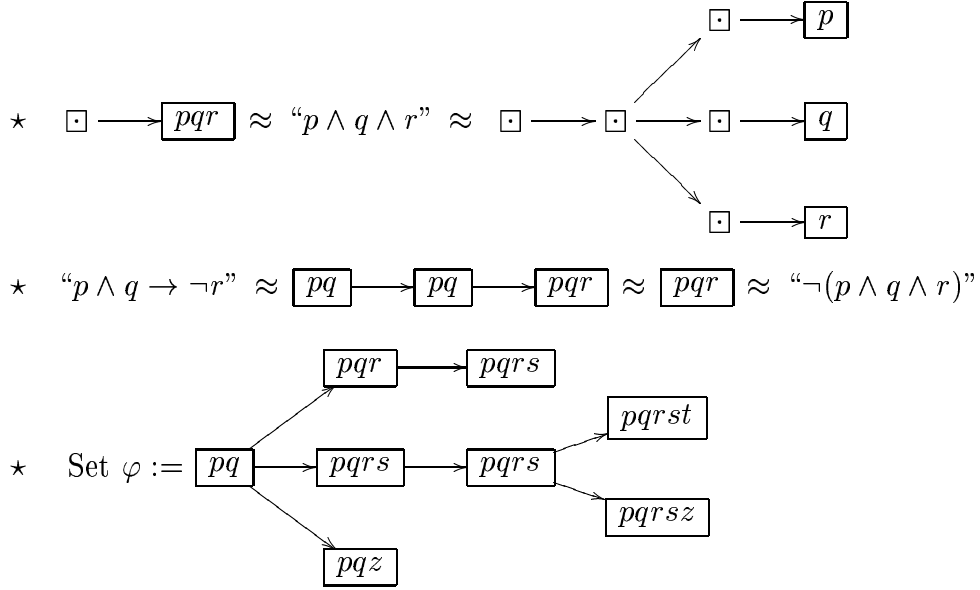 p
⋆ ⊡ pqr ≈ “p ∧ q ∧ r” ≈ ⊡ ⊡ ⊡ q
⊡ r
⋆ “p ∧ q → ¬r” ≈ pq pq pqr ≈ pqr ≈ “¬(p ∧ q ∧ r)”
pqr pqrs
pqrst
⋆ Set φ := pq pqrs pqrs
pqrsz
pqz